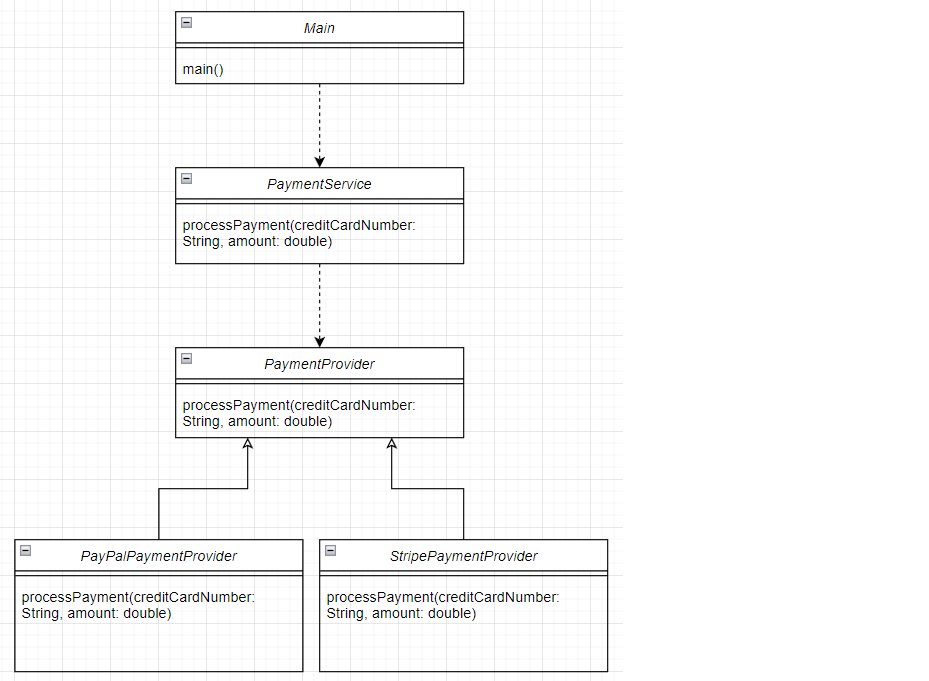 Main
main()
PaymentService
processPayment(creditCardNumber:
String, amount: double)
PaymentProvider
processPayment(creditCardNumber:
String, amount: double)
PayPalPaymentProvider
processPayment(creditCardNumber:
String, amount: double)
StripePaymentProvider
processPayment(creditCardNumber:
String, amount: double)